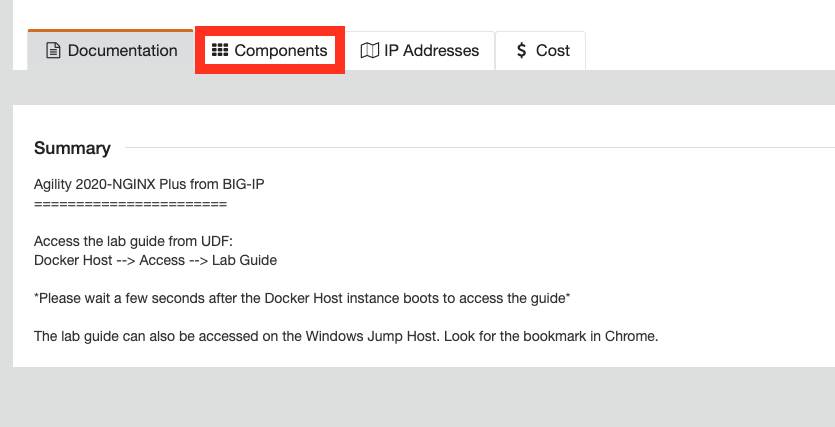 Documentation Components IP Addresses $ Cost
Summary
Agility 2020-NGINX Plus from BIG-IP
=======================
Access the lab guide from UDF:
Docker Host --> Access --> Lab Guide
*Please wait a few seconds after the Docker Host instance boots to access the guide*
The lab guide can also be accessed on the Windows Jump Host. Look for the bookmark in Chrome.